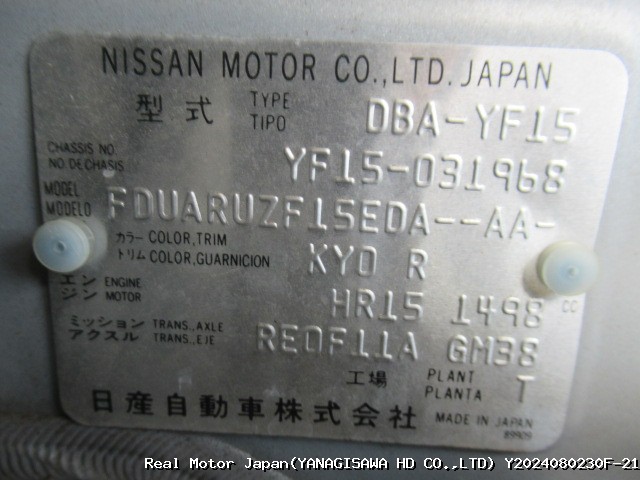 NISSAN MOTOR CO.,LTD. JAPAN
型式 TYPE TIPO DBA-YF15
CHASSIS NO NO.DE CHASIS YF15-031968
MODEL MODELO FDUARUZF15EDA--AA-
カラー COLOR,TRIM
トリム COLOR,GUARNICION KY0 R
エンジン ENGINE MOTOR HR15 1498 CC
ミッション TRANS.,AXLE
アクスル TRANS.,EJE RE0F11A GM38
工場 PLANT PLANTA T
日産自動車株式会社 MADE IN JAPAN
89909
Real Motor Japan(YANAGISAWA HD CO.,LTD) Y2024080230F-21